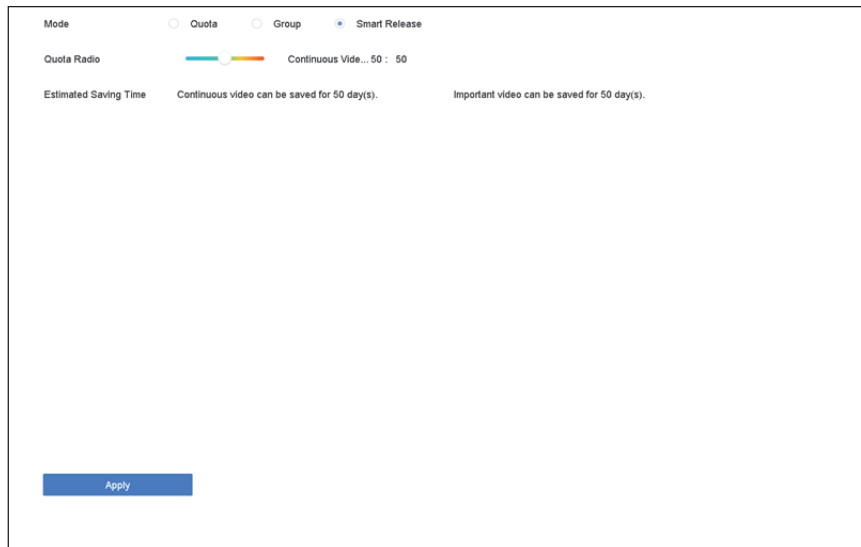 Mode Quota Group Smart Release
Quota Radio Continuous Vide... 50 : 50
Estimated Saving Time Continuous video can be saved for 50 day(s). Important video can be saved for 50 day(s).
Apply